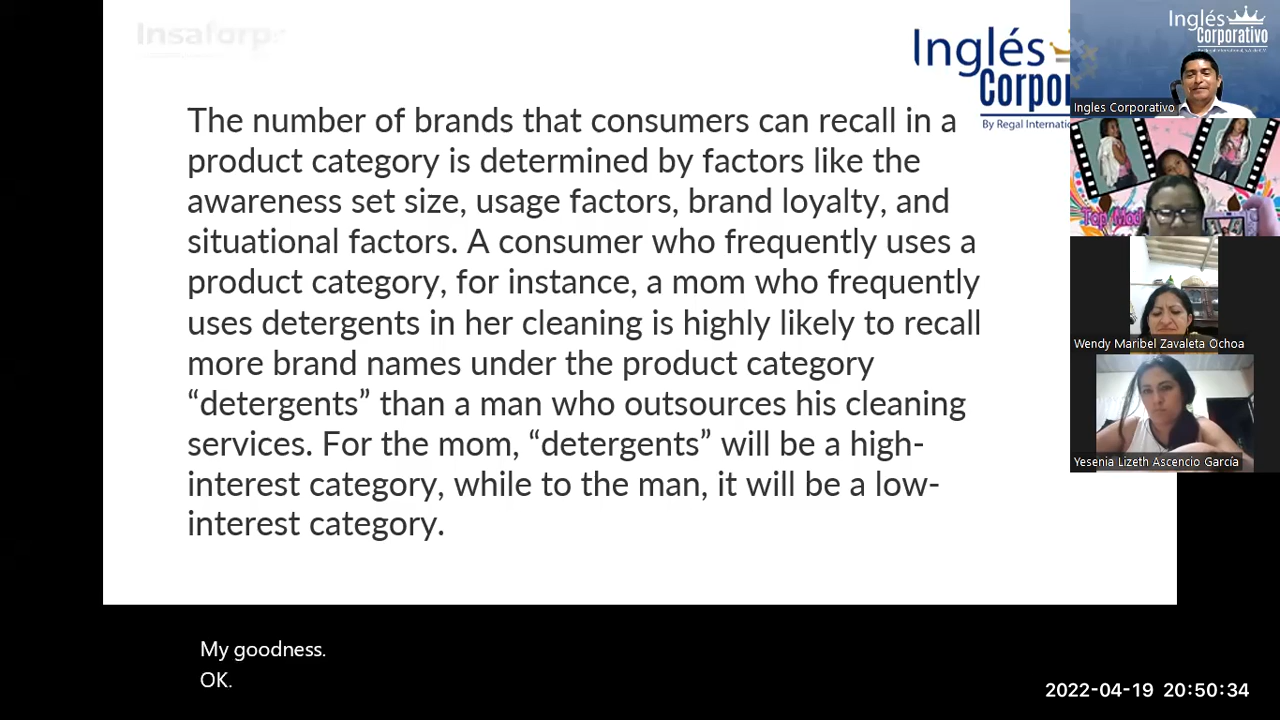 Insaforp
Inglés
Corpor
By Regal Internatio
The number of brands that consumers can recall in a
product category is determined by factors like the
awareness set size, usage factors, brand loyalty, and
situational factors. A consumer who frequently uses a
product category, for instance, a mom who frequently
uses detergents in her cleaning is highly likely to recall
more brand names under the product category
“detergents” than a man who outsources his cleaning
services. For the mom, “detergents” will be a high-
interest category, while to the man, it will be a low-
interest category.
Inglés
Corporativo
Ingles Corporativo
Top Mod
Wendy Maribel Zavaleta Ochoa
Yesenia Lizeth Ascencio García
My goodness.
OK.
2022-04-19 20:50:34